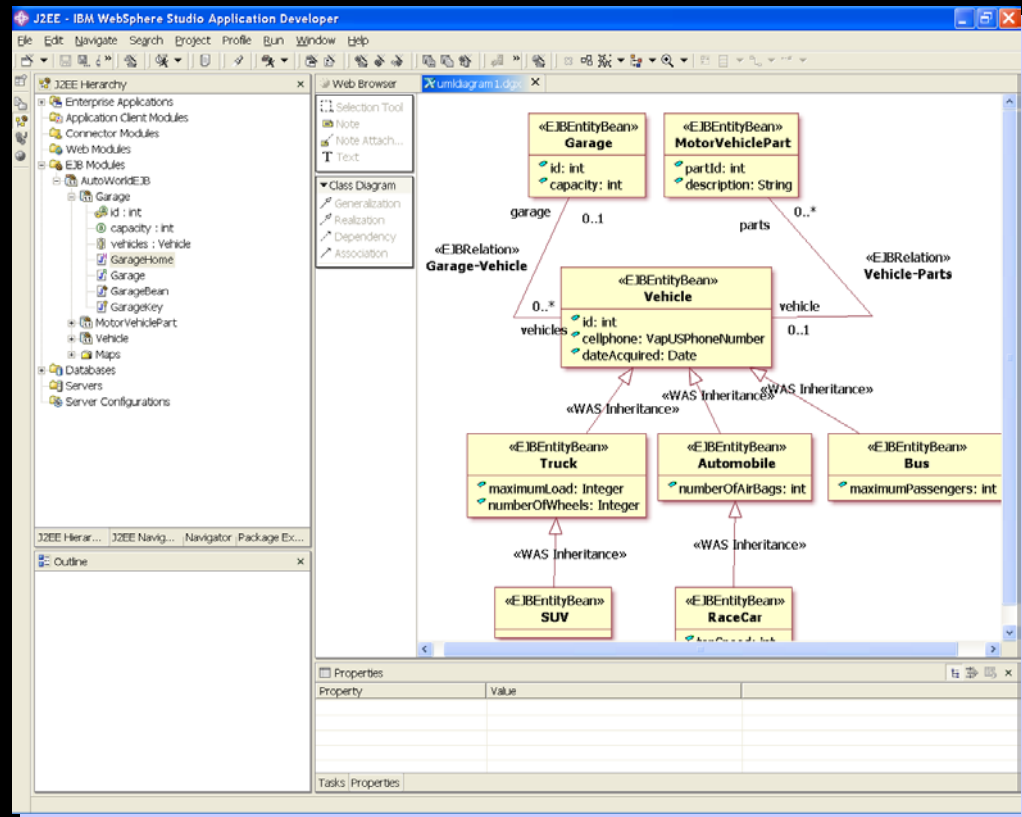 J2EE - IBM WebSphere Studio Application Developer
File Edit Navigate Search Project Profile Run Window Help
J2EE Hierarchy
Enterprise Applications
Application Client Modules
Connector Modules
Web Modules
EJB Modules
AutoWorldEJB
Garage
id : int
capacity : int
vehicles : Vehicle
GarageHome
Garage
GarageBean
GarageKey
MotorVehiclePart
Vehicle
Maps
Databases
Servers
Server Configurations
J2EE Hierar... J2EE Navig... Navigator Package Ex...
Outline
Web Browser
umldiagram1.dgx
Selection Tool
Note
Note Attach...
Text
Class Diagram
Generalization
Realization
Dependency
Association
«EJBEntityBean»
Garage
id: int
capacity: int
«EJBEntityBean»
MotorVehiclePart
partId: int
description: String
garage
0..1
parts
0..*
«EJBRelation»
Garage-Vehicle
«EJBRelation»
Vehicle-Parts
«EJBEntityBean»
Vehicle
id: int
cellphone: VapUSPhoneNumber
dateAcquired: Date
0..*
vehicles
vehicle
0..1
«WAS Inheritance»
«WAS Inheritance»
«WAS Inheritance»
«EJBEntityBean»
Truck
maximumLoad: Integer
numberOfWheels: Integer
«EJBEntityBean»
Automobile
numberOfAirBags: int
«EJBEntityBean»
Bus
maximumPassengers: int
«WAS Inheritance»
«WAS Inheritance»
«EJBEntityBean»
SUV
«EJBEntityBean»
RaceCar
topSpeed: int
Properties
Property Value
Tasks Properties